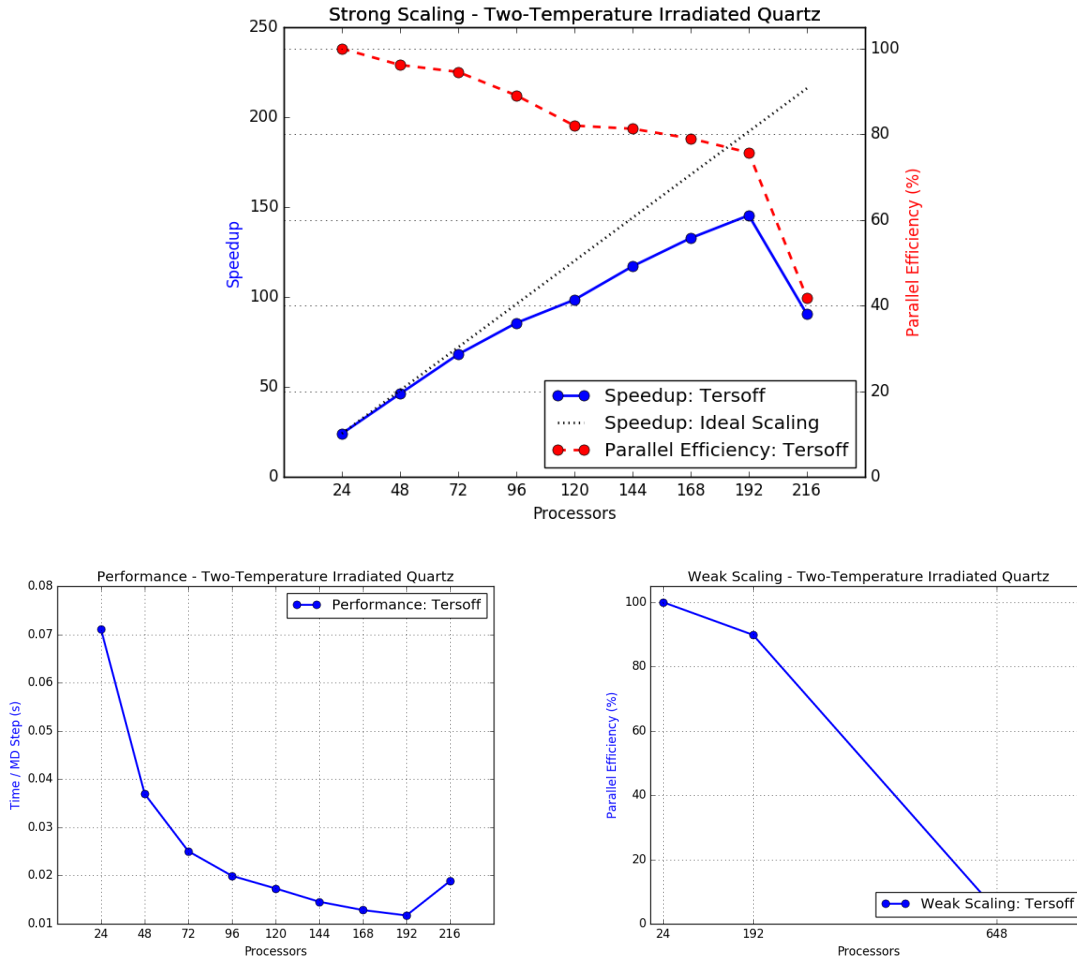 Strong Scaling - Two-Temperature Irradiated Quartz
250
200
150
100
50
0
Speedup
100
80
60
40
20
0
Parallel Efficiency (%)
Speedup: Tersoff
Speedup: Ideal Scaling
Parallel Efficiency: Tersoff
24 48 72 96 120 144 168 192 216
Processors
Performance - Two-Temperature Irradiated Quartz
0.08
0.07
0.06
0.05
0.04
0.03
0.02
0.01
Time / MD Step (s)
Performance: Tersoff
24 48 72 96 120 144 168 192 216
Processors
Weak Scaling - Two-Temperature Irradiated Quartz
100
80
60
40
20
0
Parallel Efficiency (%)
Weak Scaling: Tersoff
24 192 648
Processors